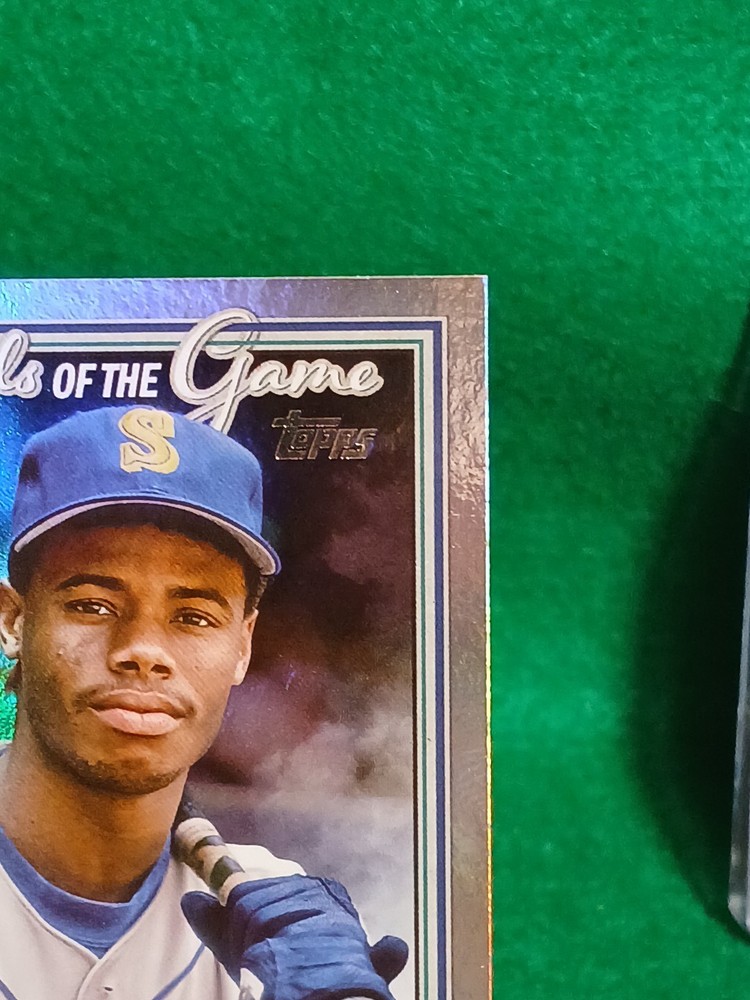 ls OF THE Game
topps
S